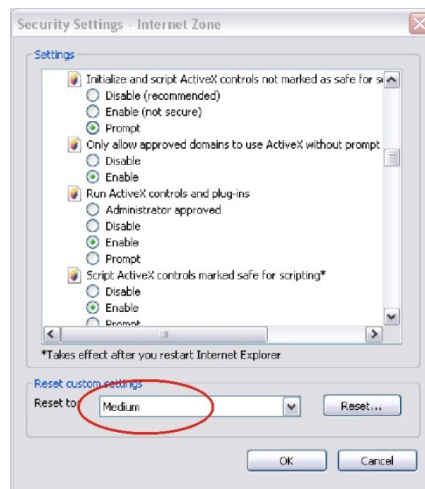 Security Settings - Internet Zone
Settings
Initialize and script ActiveX controls not marked as safe for s
Disable (recommended)
Enable (not secure)
Prompt
Only allow approved domains to use ActiveX without prompt
Disable
Enable
Run ActiveX controls and plug-ins
Administrator approved
Disable
Enable
Prompt
Script ActiveX controls marked safe for scripting*
Disable
Enable
Prompt
*Takes effect after you restart Internet Explorer
Reset custom settings
Reset to: Medium Reset...
OK Cancel